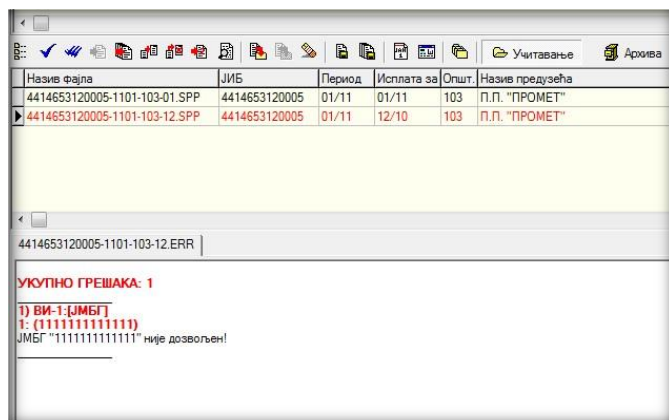 Учитавање Архива
Назив фајла ЈИБ Период Исплата за Општ. Назив предузећа
4414653120005-1101-103-01.SPP 4414653120005 01/11 01/11 103 П.П. "ПРОМЕТ"
4414653120005-1101-103-12.SPP 4414653120005 01/11 12/10 103 П.П. "ПРОМЕТ"
4414653120005-1101-103-12.ERR
УКУПНО ГРЕШАКА: 1
1) ВИ-1:[ЈМБГ]
1: (1111111111111)
ЈМБГ "1111111111111" није дозвољен!